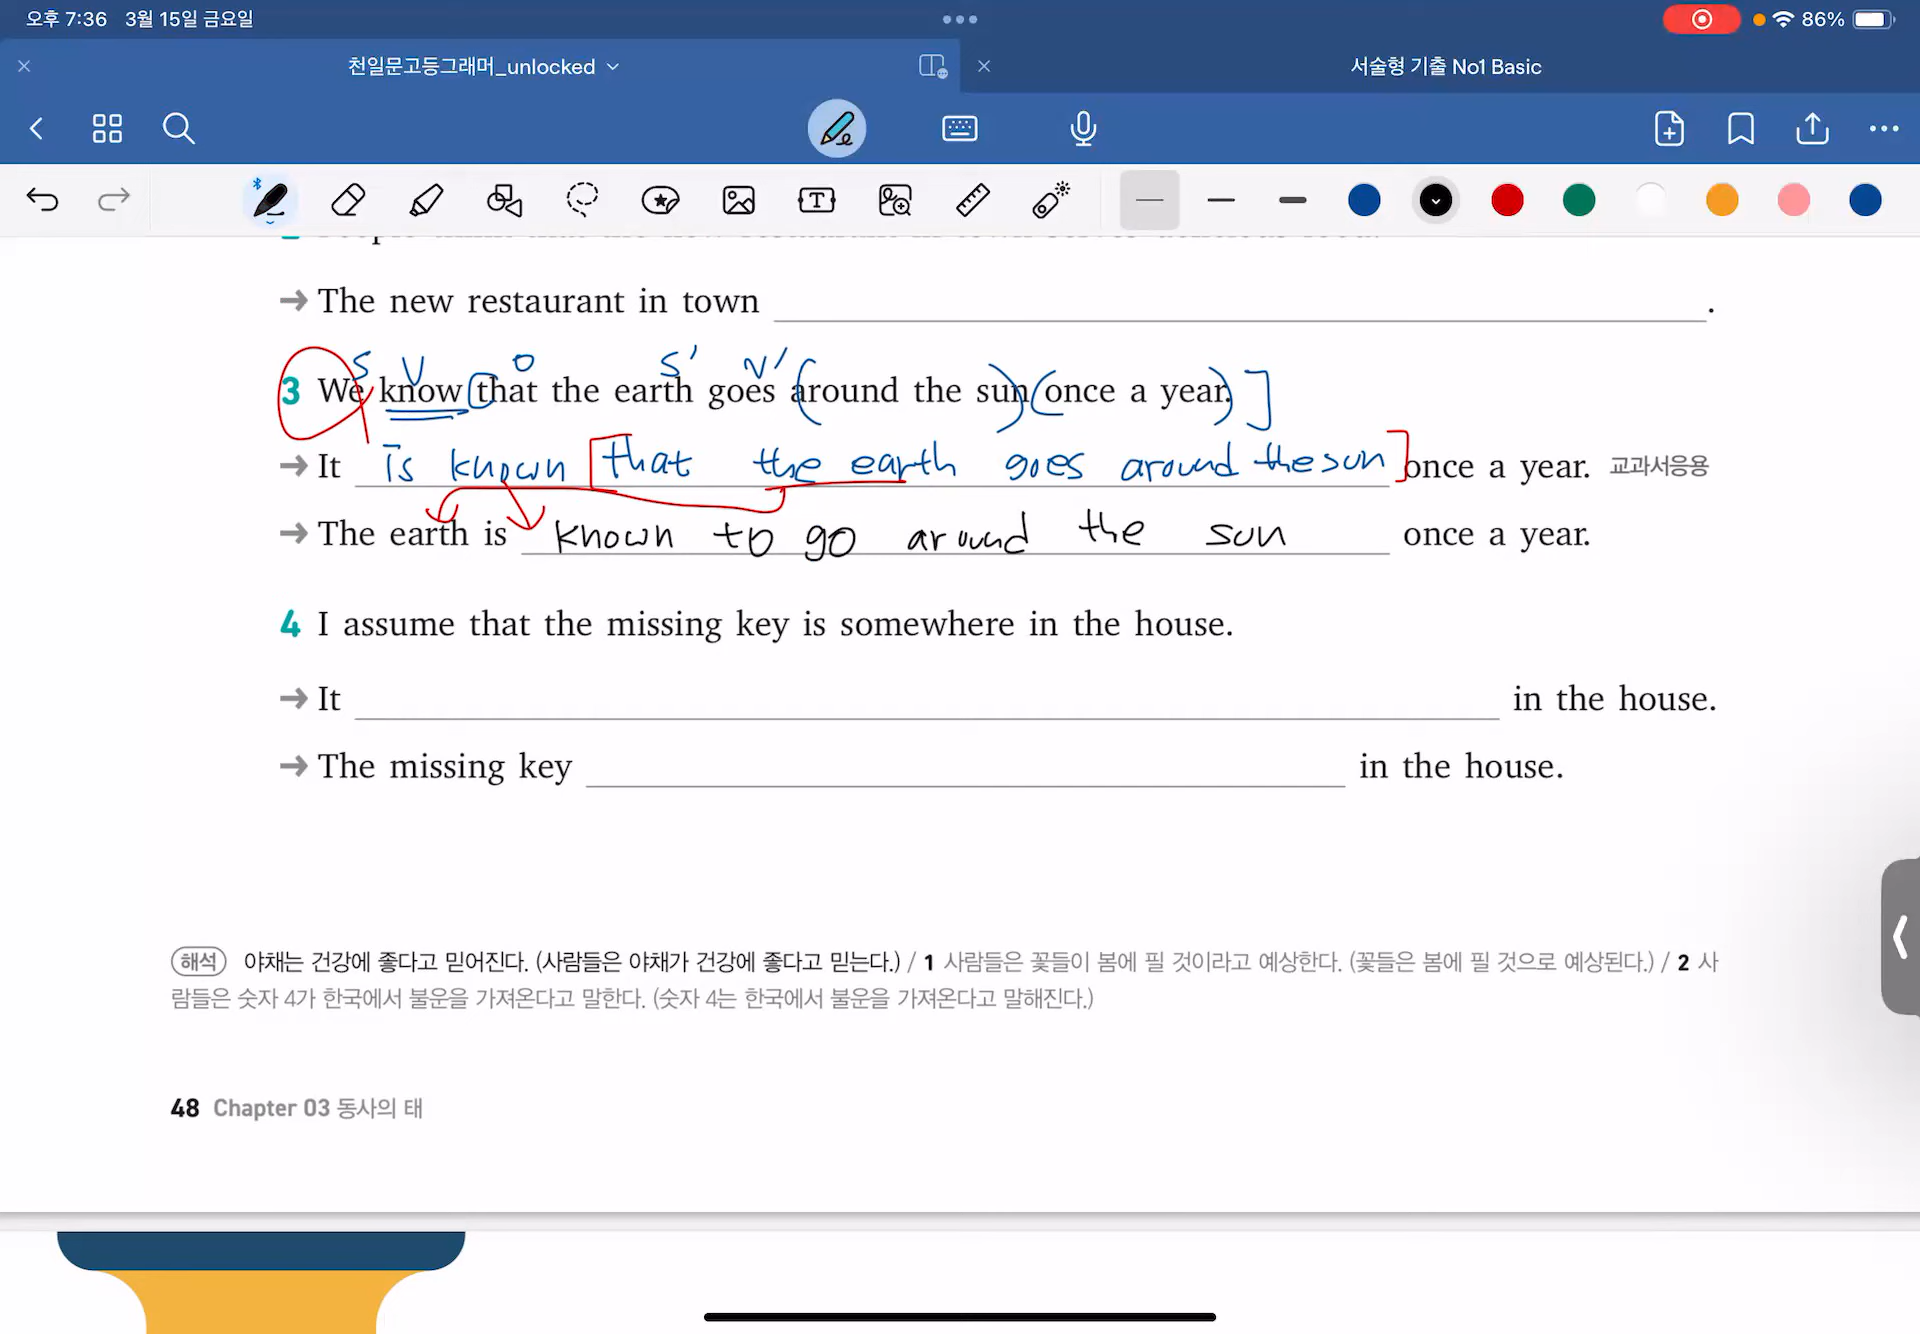 오후 7:36 3월 15일 금요일 86%
천일문고등그래머_unlocked 서술형 기출 No1 Basic
→ The new restaurant in town .
S V O S' V'
3 We know that the earth goes (around the sun) (once a year.) ]
→ It is known [that the earth goes around the sun] once a year. 교과서응용
→ The earth is known to go around the sun once a year.
4 I assume that the missing key is somewhere in the house.
→ It in the house.
→ The missing key in the house.
해석 야채는 건강에 좋다고 믿어진다. (사람들은 야채가 건강에 좋다고 믿는다.) / 1 사람들은 꽃들이 봄에 필 것이라고 예상한다. (꽃들은 봄에 필 것으로 예상된다.) / 2 사
람들은 숫자 4가 한국에서 불운을 가져온다고 말한다. (숫자 4는 한국에서 불운을 가져온다고 말해진다.)
48 Chapter 03 동사의 태